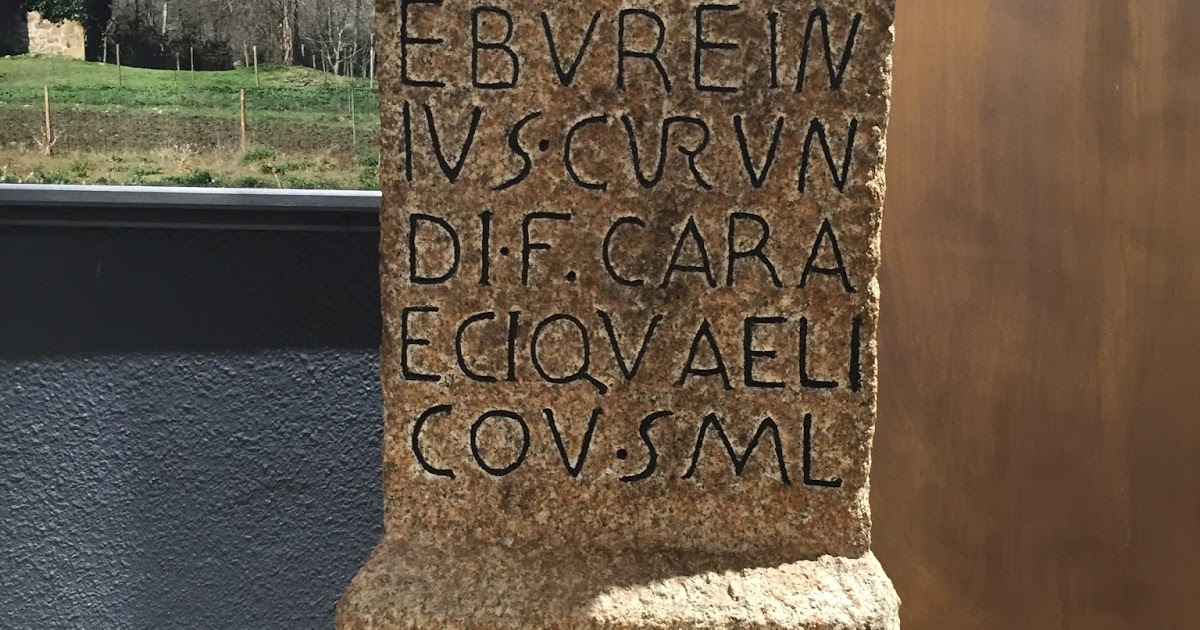 EBVREIN
IVS·CVRVN
DI·F·CARA
ECIQVAELI
COV·SML